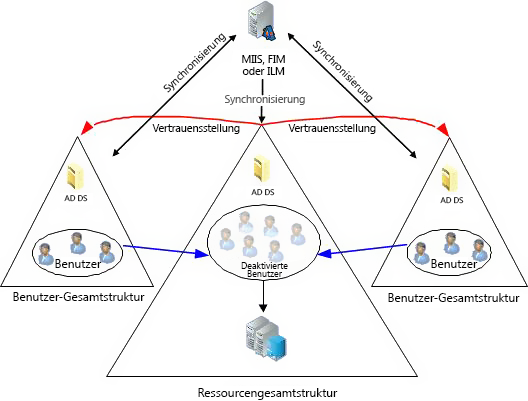 MIIS, FIM
oder ILM
Synchronisierung
Synchronisierung
Synchronisierung
Vertrauensstellung
Vertrauensstellung
AD DS
AD DS
AD DS
Benutzer
Deaktivierte
Benutzer
Benutzer
Benutzer-Gesamtstruktur
Benutzer-Gesamtstruktur
Ressourcengesamtstruktur